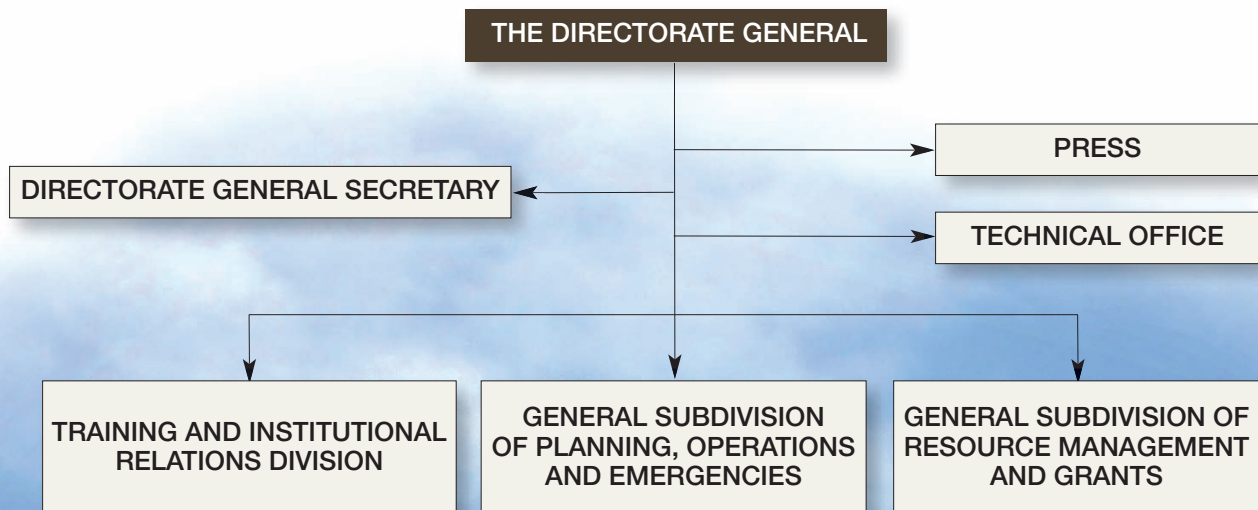 THE DIRECTORATE GENERAL
PRESS
DIRECTORATE GENERAL SECRETARY
TECHNICAL OFFICE
TRAINING AND INSTITUTIONAL
RELATIONS DIVISION
GENERAL SUBDIVISION
OF PLANNING, OPERATIONS
AND EMERGENCIES
GENERAL SUBDIVISION OF
RESOURCE MANAGEMENT
AND GRANTS